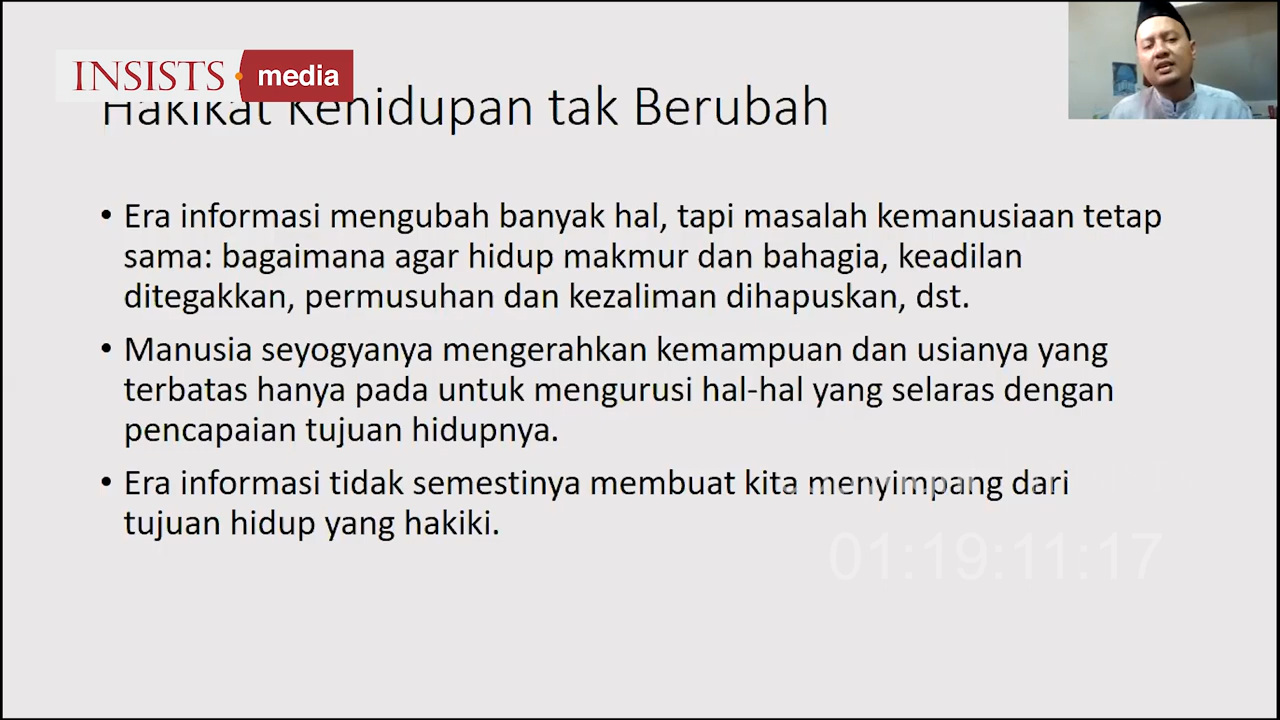 INSISTS media
Hakikat Kehidupan tak Berubah
• Era informasi mengubah banyak hal, tapi masalah kemanusiaan tetap
sama: bagaimana agar hidup makmur dan bahagia, keadilan
ditegakkan, permusuhan dan kezaliman dihapuskan, dst.
• Manusia seyogyanya mengerahkan kemampuan dan usianya yang
terbatas hanya pada untuk mengurusi hal-hal yang selaras dengan
pencapaian tujuan hidupnya.
• Era informasi tidak semestinya membuat kita menyimpang dari
tujuan hidup yang hakiki.
01:19:11:17